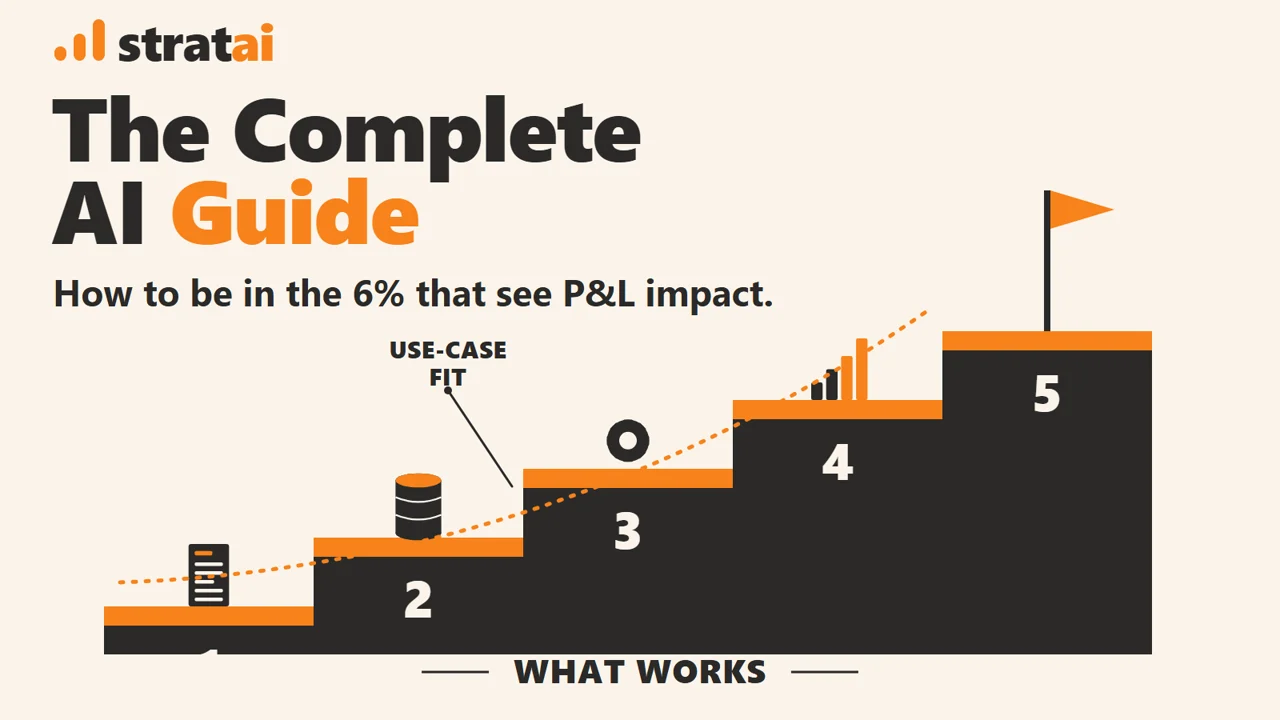 stratai
The Complete
AI Guide
How to be in the 6% that see P&L impact.
USE-CASE
FIT
5
4
3
2
WHAT WORKS